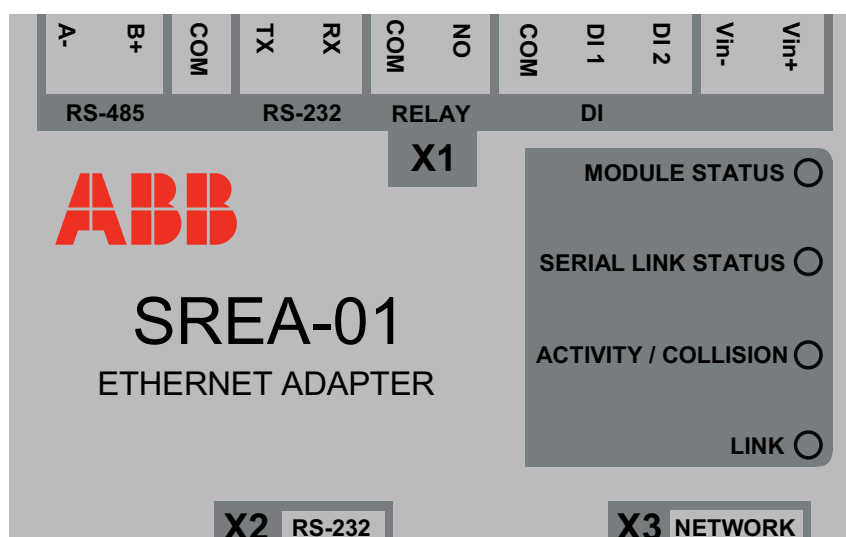 A- B+ COM TX RX COM NO COM DI 1 DI 2 Vin- Vin+
RS-485 RS-232 RELAY DI
X1
ABB
MODULE STATUS
SERIAL LINK STATUS
SREA-01
ACTIVITY / COLLISION
ETHERNET ADAPTER
LINK
X2 RS-232 X3 NETWORK